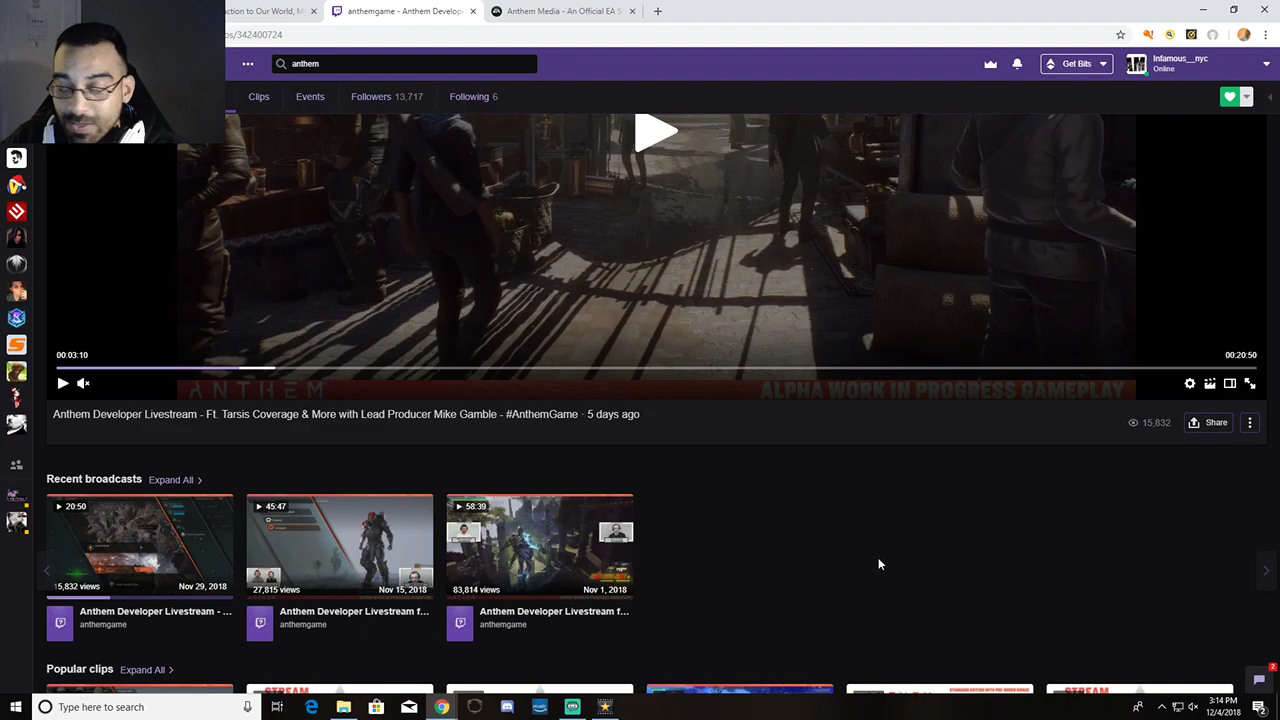 ction to Our World, M
anthemgame - Anthem Develop
Anthem Media - An Official EA S
os/342400724
anthem
Get Bits
Infamous__nyc
Online
Clips
Events
Followers 13,717
Following 6
00:03:10
00:20:50
ANTHEM
ALPHA WORK IN PROGRESS GAMEPLAY
Anthem Developer Livestream - Ft. Tarsis Coverage & More with Lead Producer Mike Gamble - #AnthemGame · 5 days ago
15,832
Share
Recent broadcasts
Expand All
20:50
45:47
58:39
15,832 views
Nov 29, 2018
27,815 views
Nov 15, 2018
83,814 views
Nov 1, 2018
Anthem Developer Livestream - ...
anthemgame
Anthem Developer Livestream f...
anthemgame
Anthem Developer Livestream f...
anthemgame
Popular clips
Expand All
STREAM
STREAM
2
Type here to search
3:14 PM
12/4/2018
2